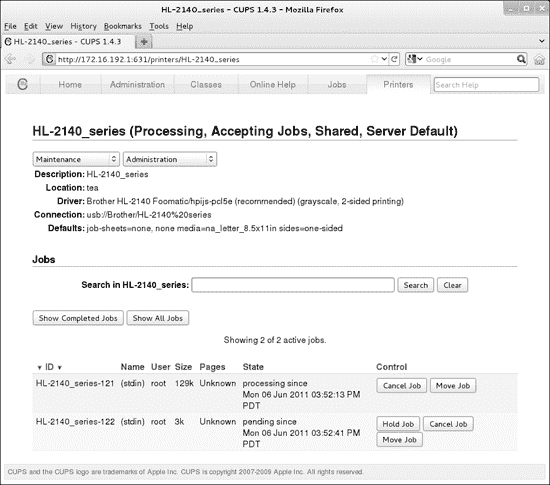 HL-2140_series - CUPS 1.4.3 - Mozilla Firefox
File Edit View History Bookmarks Tools Help
HL-2140_series - CUPS 1.4.3
http://172.16.192.1:631/printers/HL-2140_series
Google
Home Administration Classes Online Help Jobs Printers Search Help
HL-2140_series (Processing, Accepting Jobs, Shared, Server Default)
Maintenance Administration
Description: HL-2140_series
Location: tea
Driver: Brother HL-2140 Foomatic/hpijs-pcl5e (recommended) (grayscale, 2-sided printing)
Connection: usb://Brother/HL-2140%20series
Defaults: job-sheets=none, none media=na_letter_8.5x11in sides=one-sided
Jobs
Search in HL-2140_series: Search Clear
Show Completed Jobs Show All Jobs
Showing 2 of 2 active jobs.
▼ ID ▼ Name User Size Pages State Control
HL-2140_series-121 (stdin) root 129k Unknown processing since Cancel Job Move Job
Mon 06 Jun 2011 03:52:13 PM
PDT
HL-2140_series-122 (stdin) root 3k Unknown pending since Hold Job Cancel Job
Mon 06 Jun 2011 03:52:41 PM Move Job
PDT
CUPS and the CUPS logo are trademarks of Apple Inc. CUPS is copyright 2007-2009 Apple Inc. All rights reserved.